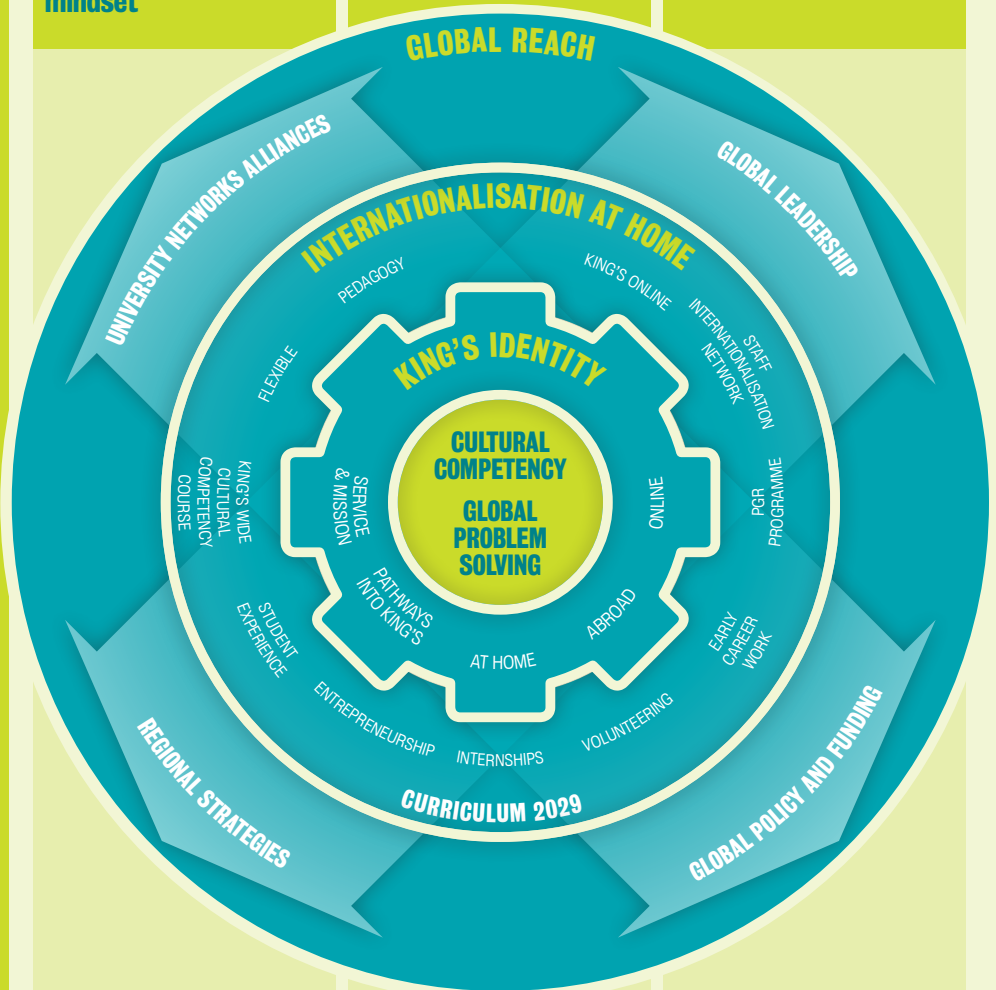 mindset
GLOBAL REACH
UNIVERSITY NETWORKS ALLIANCES
GLOBAL LEADERSHIP
INTERNATIONALISATION AT HOME
PEDAGOGY
KING'S ONLINE
STAFF
INTERNATIONALISATION
NETWORK
FLEXIBLE
KING'S IDENTITY
CULTURAL
COMPETENCY
GLOBAL
PROBLEM
SOLVING
KING'S WIDE
CULTURAL
COMPETENCY
COURSE
SERVICE
& MISSION
ONLINE
PGR
PROGRAMME
PATHWAYS
INTO KING'S
AT HOME
ABROAD
STUDENT
EXPERIENCE
EARLY
CAREER
WORK
ENTREPRENEURSHIP
INTERNSHIPS
VOLUNTEERING
CURRICULUM 2029
REGIONAL STRATEGIES
GLOBAL POLICY AND FUNDING